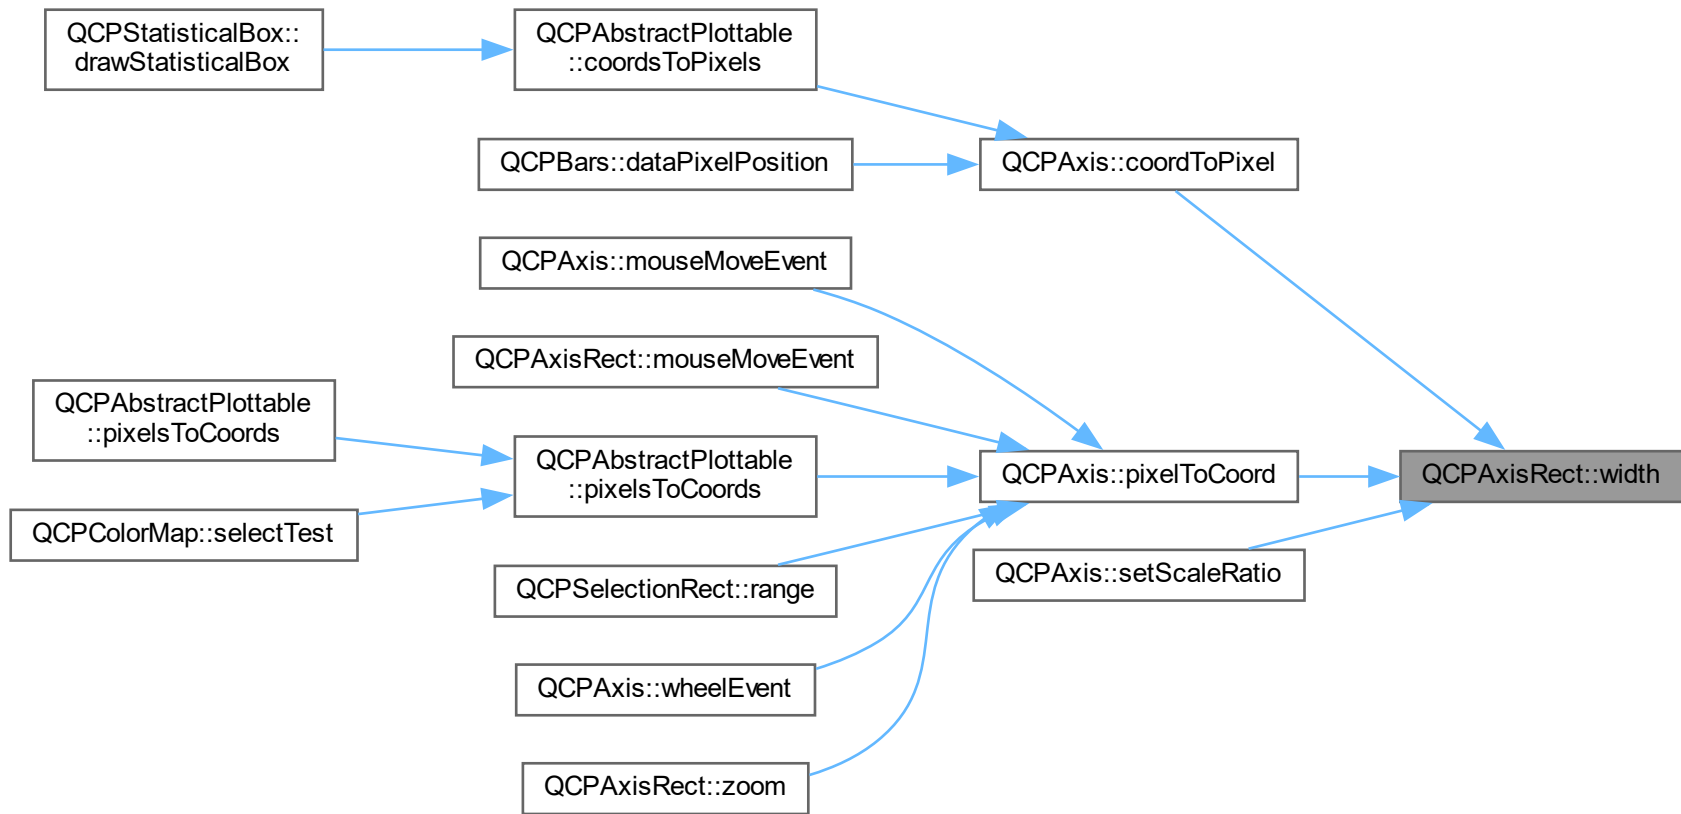 QCPStatisticalBox::
drawStatisticalBox
QCPAbstractPlottable
::coordsToPixels
QCPBars::dataPixelPosition
QCPAxis::coordToPixel
QCPAxis::mouseMoveEvent
QCPAxisRect::mouseMoveEvent
QCPAbstractPlottable
::pixelsToCoords
QCPAbstractPlottable
::pixelsToCoords
QCPAxis::pixelToCoord
QCPAxisRect::width
QCPColorMap::selectTest
QCPSelectionRect::range
QCPAxis::setScaleRatio
QCPAxis::wheelEvent
QCPAxisRect::zoom